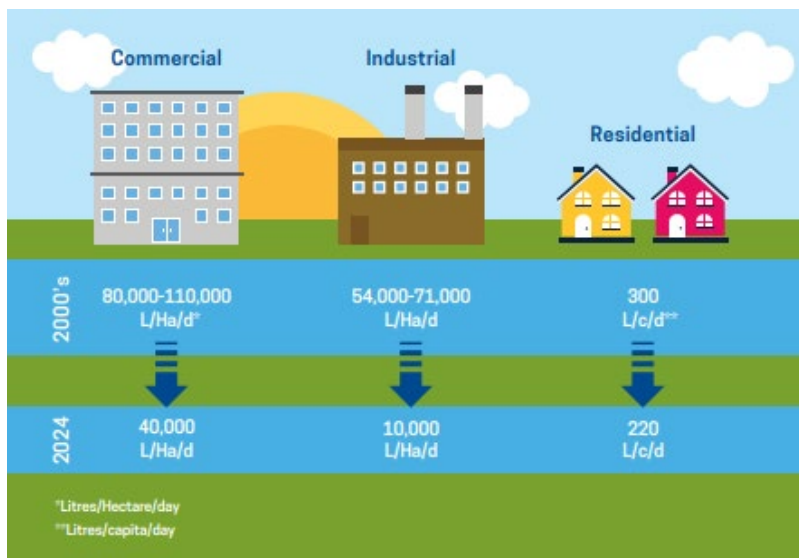 Commercial
Industrial
Residential
2000's
80,000-110,000
L/Ha/d*
54,000-71,000
L/Ha/d
300
L/c/d**
2024
40,000
L/Ha/d
10,000
L/Ha/d
220
L/c/d
*Litres/Hectare/day
**Litres/capita/day